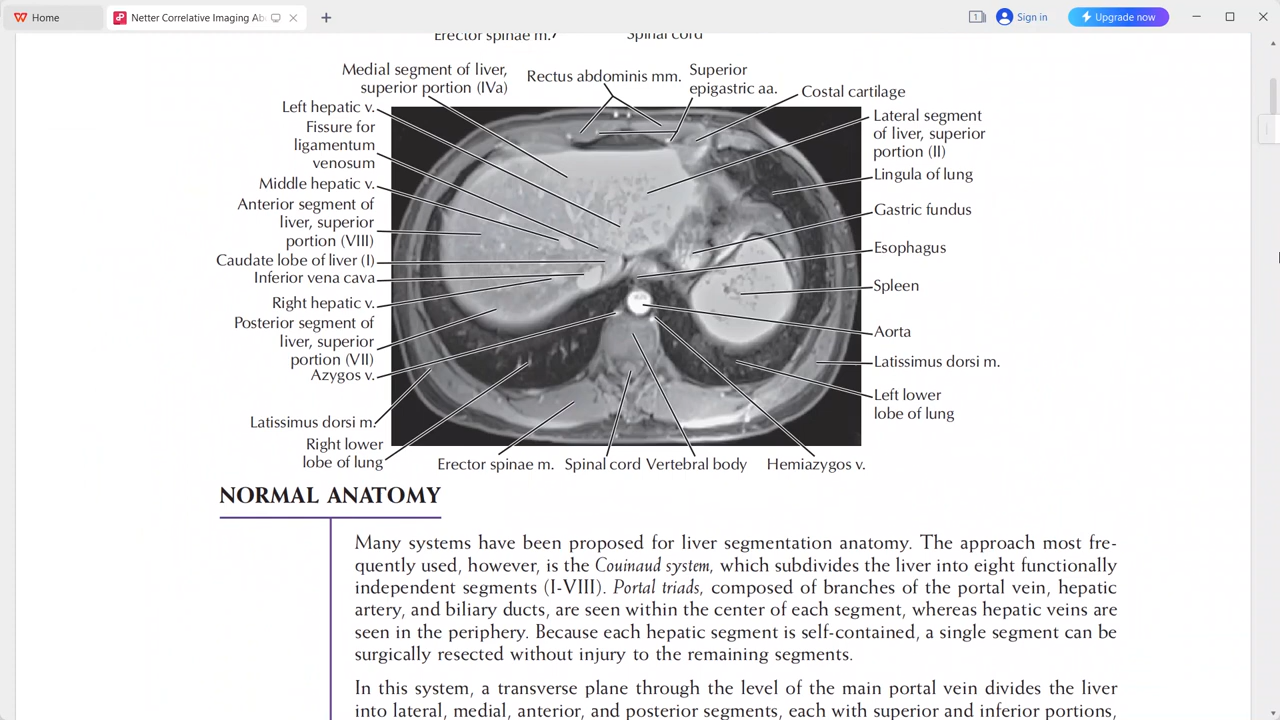 Home
Netter Correlative Imaging Ab
1
Sign in
Upgrade now
Erector spinae m.
Spinal cord
Medial segment of liver,
superior portion (IVa)
Rectus abdominis mm.
Superior
epigastric aa.
Costal cartilage
Left hepatic v.
Fissure for
ligamentum
venosum
Middle hepatic v.
Anterior segment of
liver, superior
portion (VIII)
Caudate lobe of liver (I)
Inferior vena cava
Right hepatic v.
Posterior segment of
liver, superior
portion (VII)
Azygos v.
Latissimus dorsi m.
Right lower
lobe of lung
Lateral segment
of liver, superior
portion (II)
Lingula of lung
Gastric fundus
Esophagus
Spleen
Aorta
Latissimus dorsi m.
Left lower
lobe of lung
Erector spinae m.
Spinal cord
Vertebral body
Hemiazygos v.
NORMAL ANATOMY
Many systems have been proposed for liver segmentation anatomy. The approach most fre-
quently used, however, is the Couinaud system, which subdivides the liver into eight functionally
independent segments (I-VIII). Portal triads, composed of branches of the portal vein, hepatic
artery, and biliary ducts, are seen within the center of each segment, whereas hepatic veins are
seen in the periphery. Because each hepatic segment is self-contained, a single segment can be
surgically resected without injury to the remaining segments.
In this system, a transverse plane through the level of the main portal vein divides the liver
into lateral, medial, anterior, and posterior segments, each with superior and inferior portions,